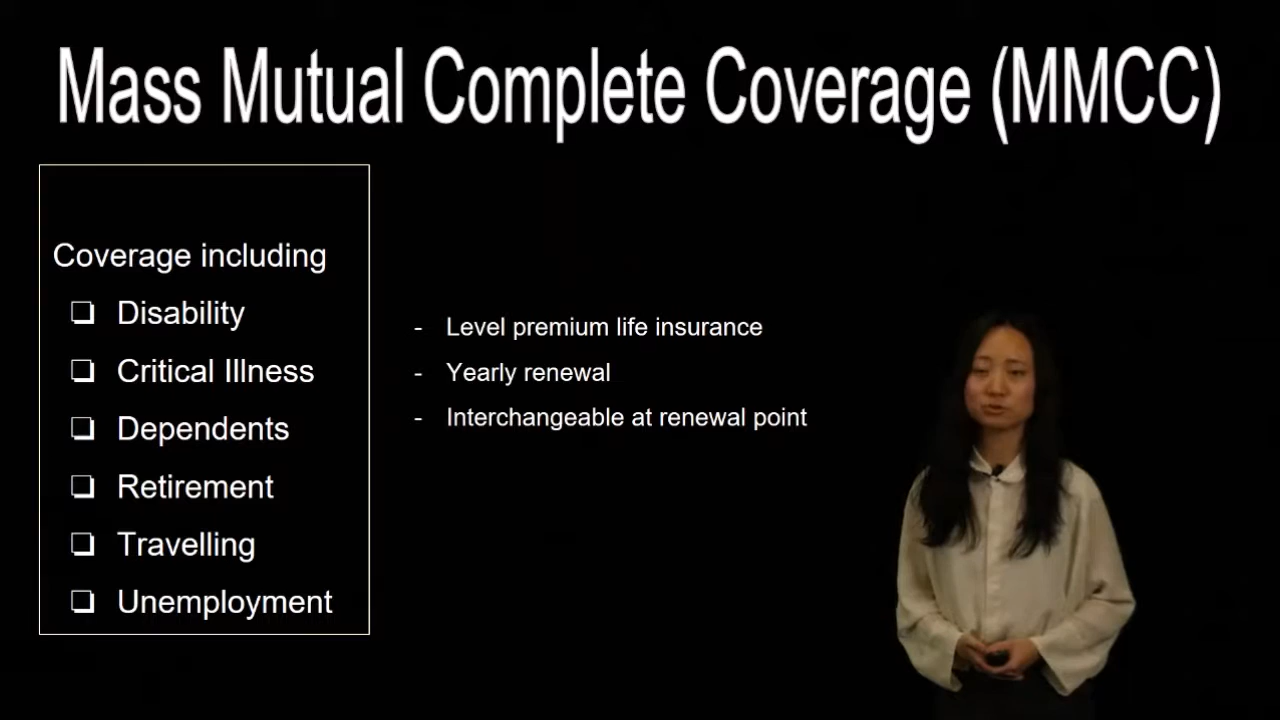 Mass Mutual Complete Coverage (MMCC)
Coverage including
❏ Disability
❏ Critical Illness
❏ Dependents
❏ Retirement
❏ Travelling
❏ Unemployment
- Level premium life insurance
- Yearly renewal
- Interchangeable at renewal point